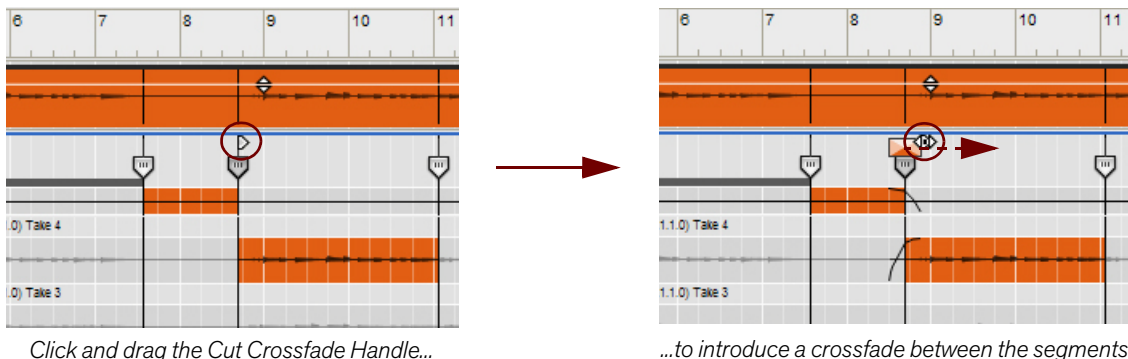 6 7 8 9 10 11
.0) Take 4
.0) Take 3
Click and drag the Cut Crossfade Handle...
6 7 8 9 10 11
1.1.0) Take 4
1.1.0) Take 3
...to introduce a crossfade between the segments